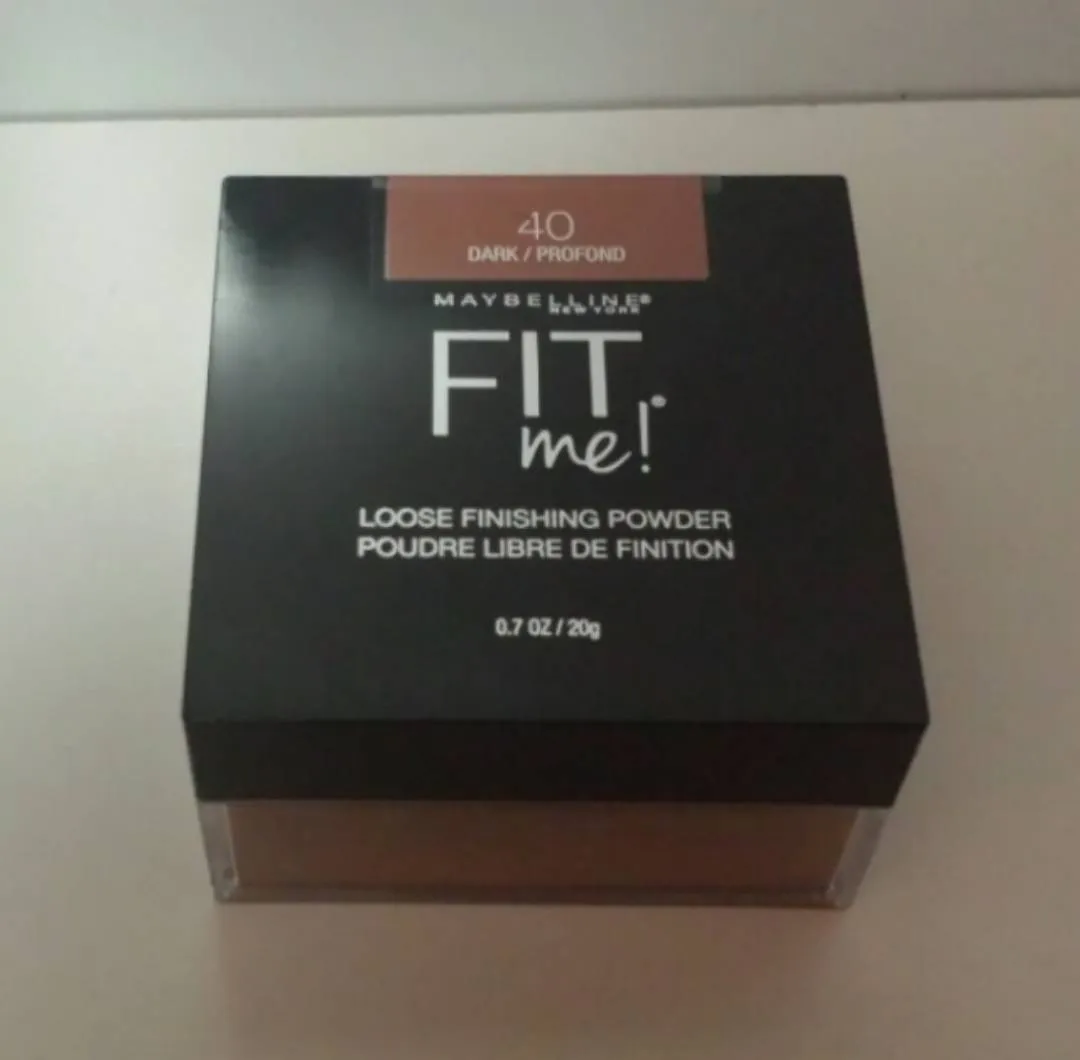 40
DARK / PROFOND
MAYBELLINE®
NEW YORK
FIT
me!®
LOOSE FINISHING POWDER
POUDRE LIBRE DE FINITION
0.7 OZ / 20g